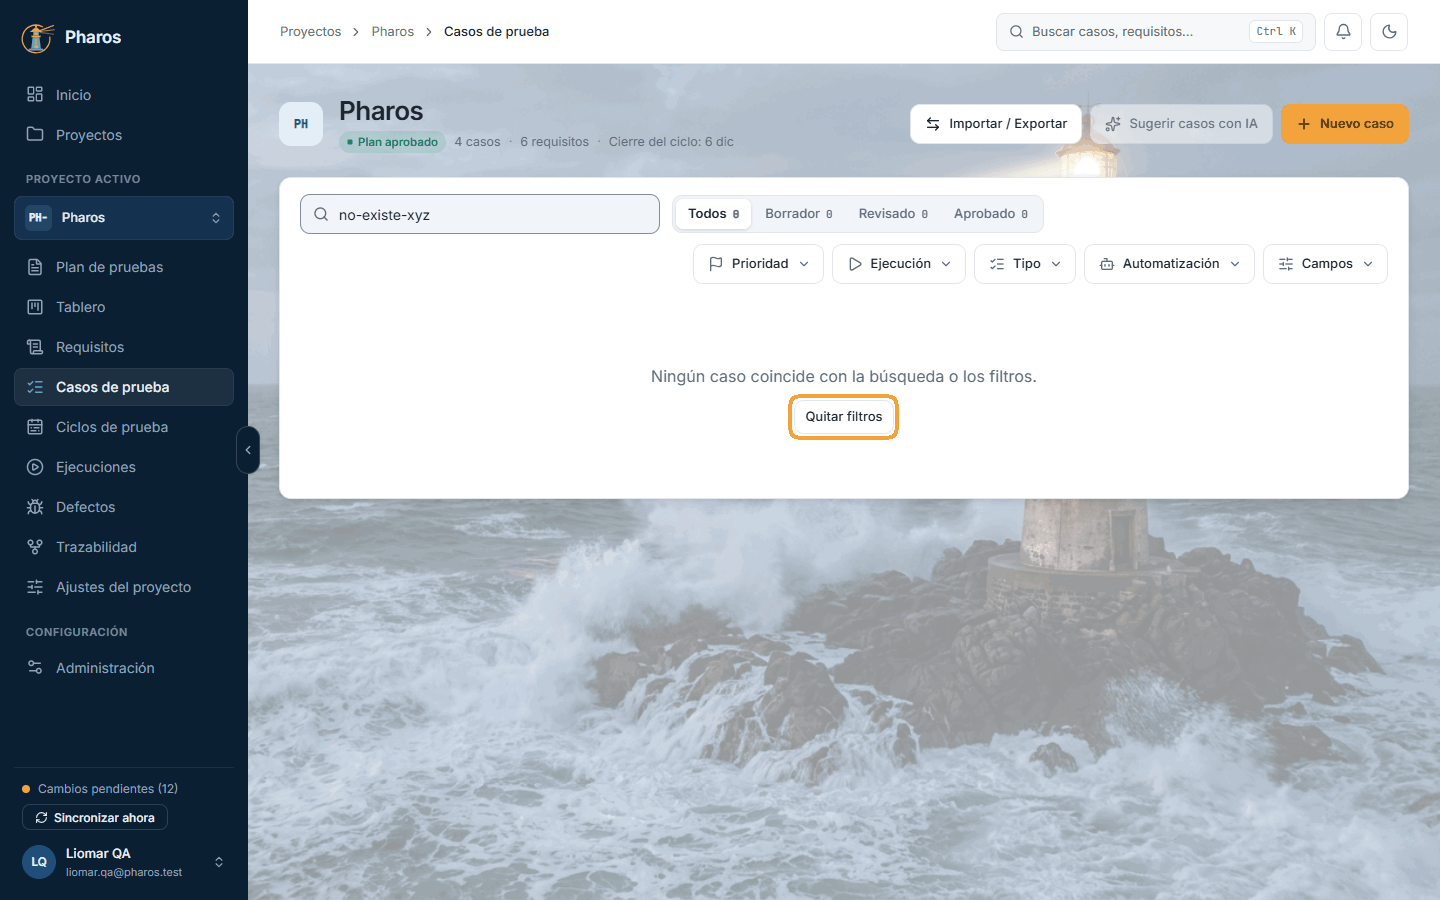 Pharos
Proyectos
Pharos
Casos de prueba
Buscar casos, requisitos...
Ctrl K
Inicio
Proyectos
PROYECTO ACTIVO
PH-
Pharos
Plan de pruebas
Tablero
Requisitos
Casos de prueba
Ciclos de prueba
Ejecuciones
Defectos
Trazabilidad
Ajustes del proyecto
CONFIGURACIÓN
Administración
Cambios pendientes (12)
Sincronizar ahora
LQ
Liomar QA
liomar.qa@pharos.test
PH
Pharos
Plan aprobado
4 casos · 6 requisitos · Cierre del ciclo: 6 dic
Importar / Exportar
Sugerir casos con IA
Nuevo caso
no-existe-xyz
Todos 0
Borrador 0
Revisado 0
Aprobado 0
Prioridad
Ejecución
Tipo
Automatización
Campos
Ningún caso coincide con la búsqueda o los filtros.
Quitar filtros